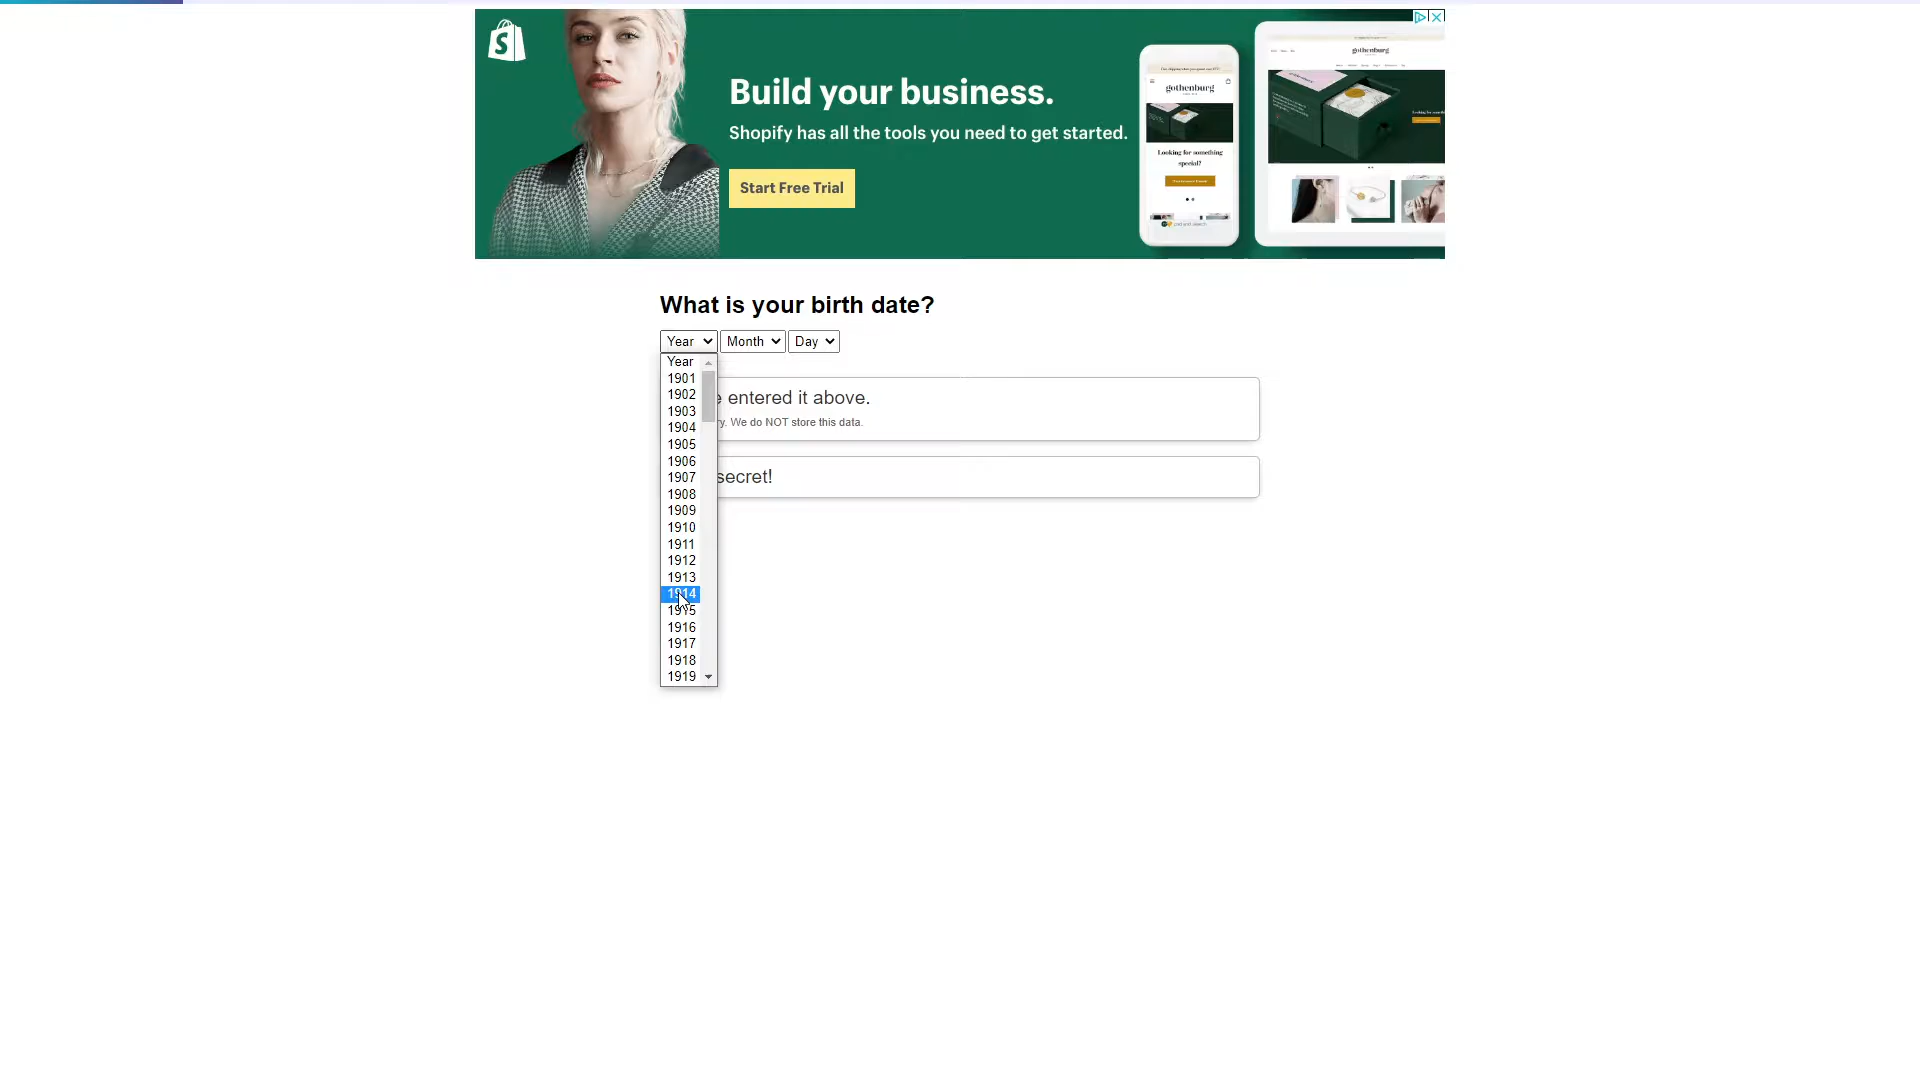 Build your business.
Shopify has all the tools you need to get started.
Start Free Trial
gothenburg
Looking for something
special?
gothenburg
What is your birth date?
Year Month Day
Year
1901
1902
1903
1904
1905
1906
1907
1908
1909
1910
1911
1912
1913
1914
1915
1916
1917
1918
1919
entered it above.
We do NOT store this data.
secret!